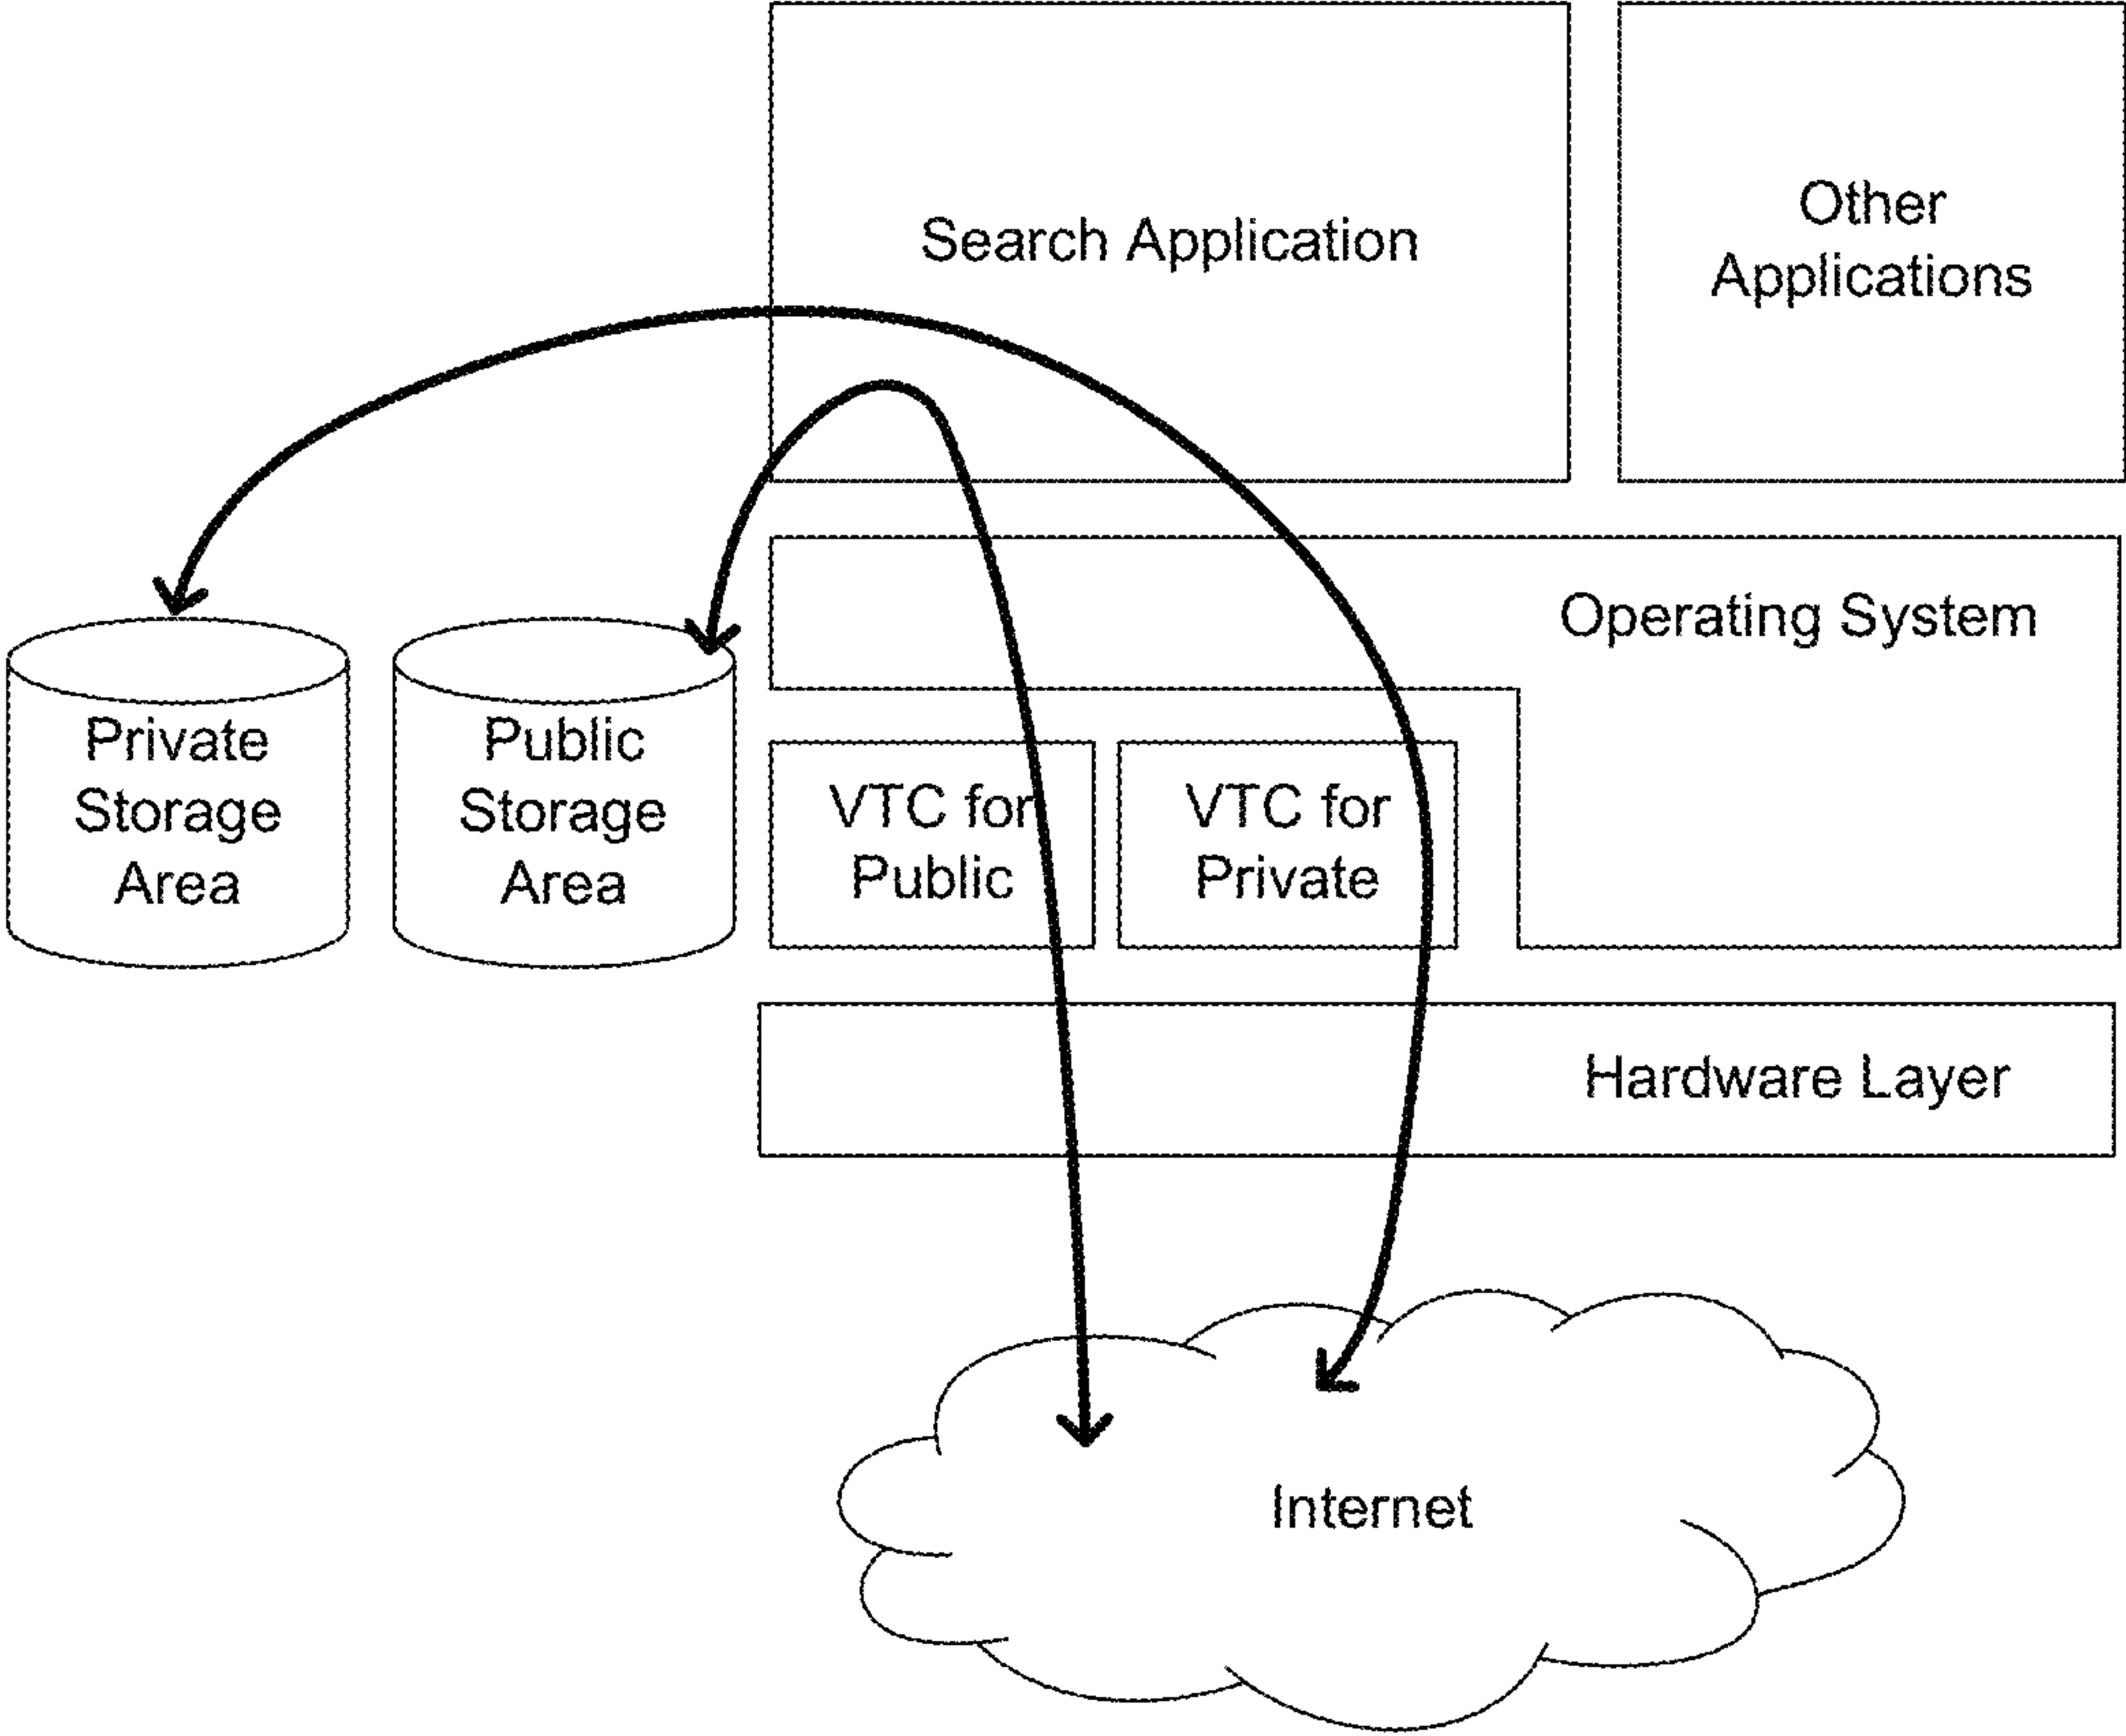 Search Application
Other
Applications
Operating System
Private
Storage
Area
Public
Storage
Area
VTC for
Public
VTC for
Private
Hardware Layer
Internet